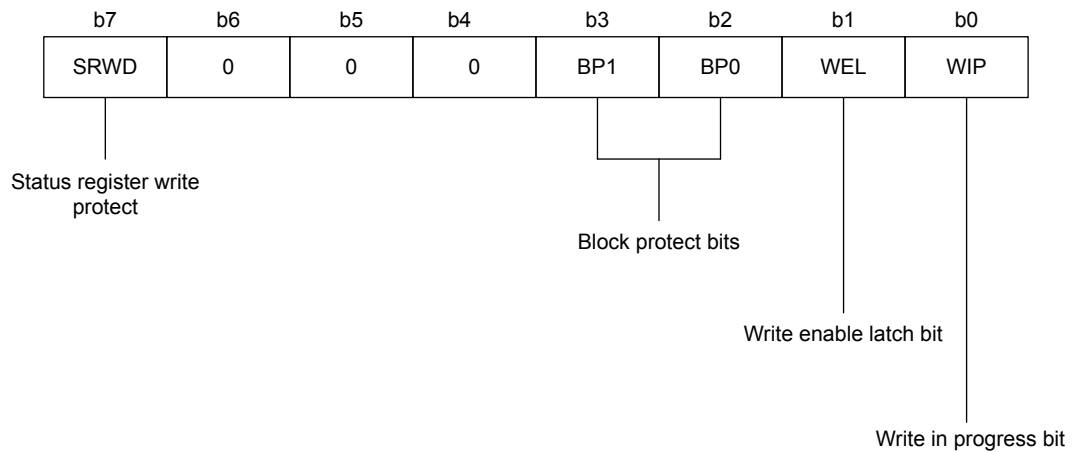 b7 b6 b5 b4 b3 b2 b1 b0
SRWD 0 0 0 BP1 BP0 WEL WIP
Status register write
protect
Block protect bits
Write enable latch bit
Write in progress bit